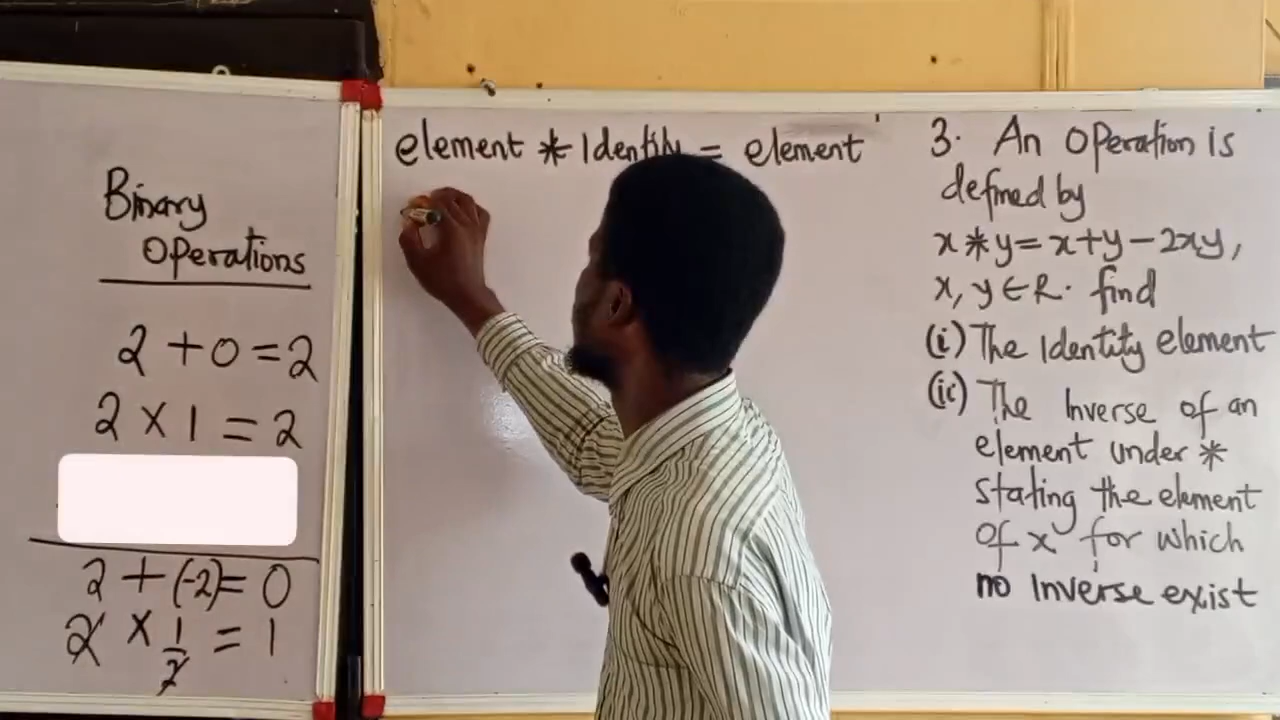 Binary
Operations
2 + 0 = 2
2 × 1 = 2
2 + (-2) = 0
2 × 1/2 = 1
element * Identity = element
3. An Operation is
defined by
x * y = x + y - 2xy,
x, y ∈ R. find
(i) The Identity element
(ii) The Inverse of an
element under *
stating the element
of x for which
no Inverse exist